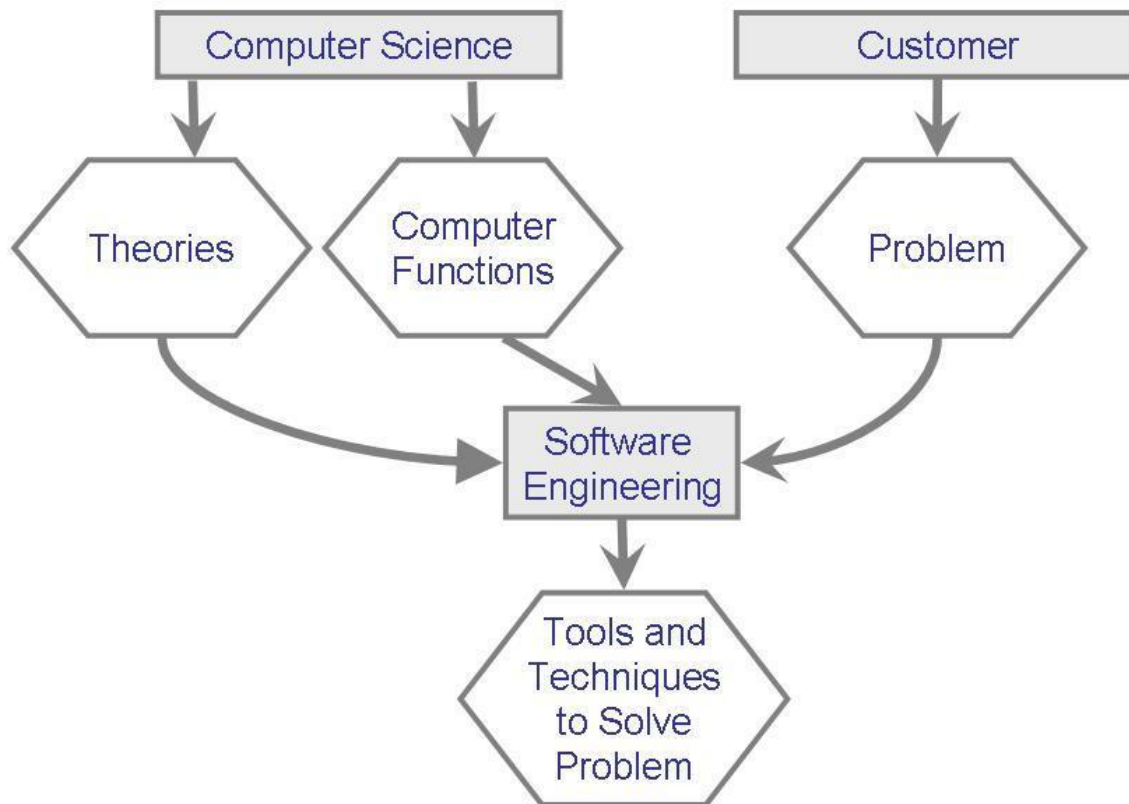 Computer Science
Customer
Theories
Computer
Functions
Problem
Software
Engineering
Tools and
Techniques
to Solve
Problem